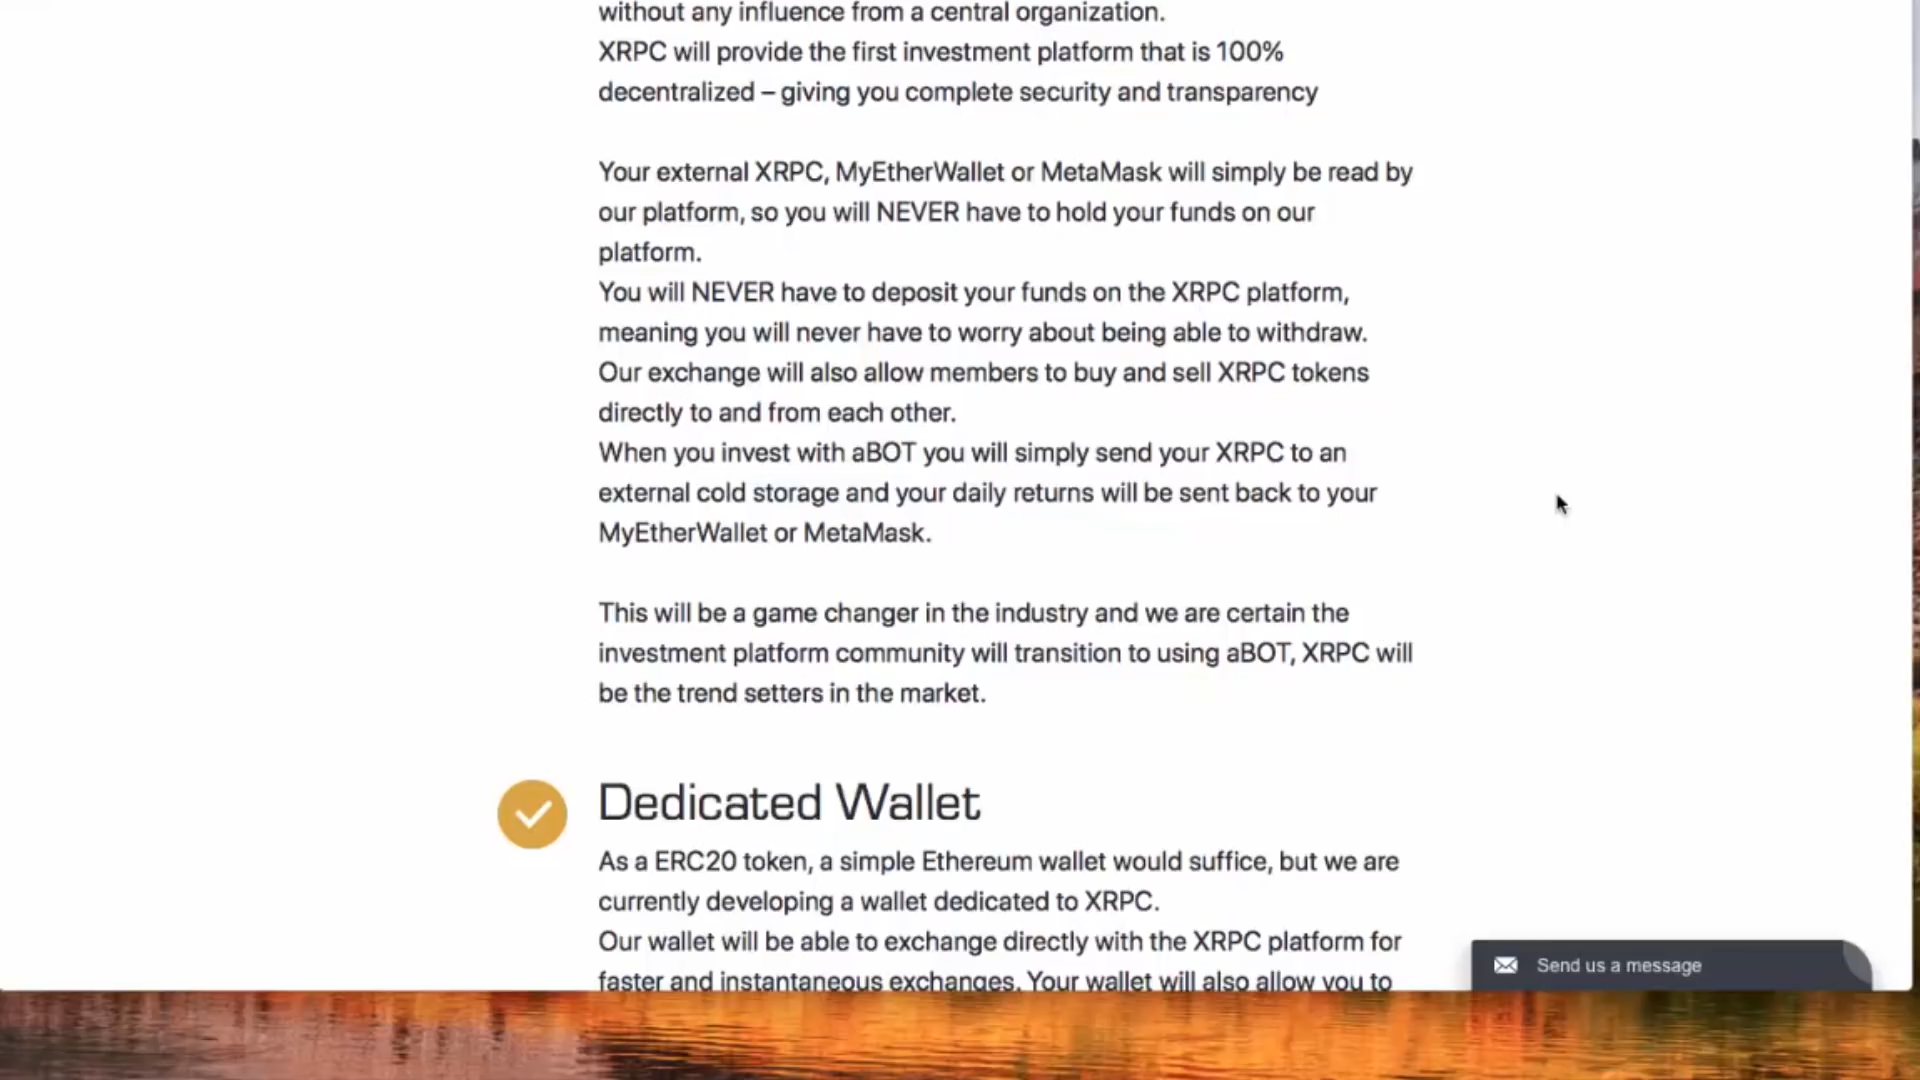 without any influence from a central organization.
XRPC will provide the first investment platform that is 100%
decentralized – giving you complete security and transparency
Your external XRPC, MyEtherWallet or MetaMask will simply be read by
our platform, so you will NEVER have to hold your funds on our
platform.
You will NEVER have to deposit your funds on the XRPC platform,
meaning you will never have to worry about being able to withdraw.
Our exchange will also allow members to buy and sell XRPC tokens
directly to and from each other.
When you invest with aBOT you will simply send your XRPC to an
external cold storage and your daily returns will be sent back to your
MyEtherWallet or MetaMask.
This will be a game changer in the industry and we are certain the
investment platform community will transition to using aBOT, XRPC will
be the trend setters in the market.
Dedicated Wallet
As a ERC20 token, a simple Ethereum wallet would suffice, but we are
currently developing a wallet dedicated to XRPC.
Our wallet will be able to exchange directly with the XRPC platform for
faster and instantaneous exchanges. Your wallet will also allow you to
Send us a message